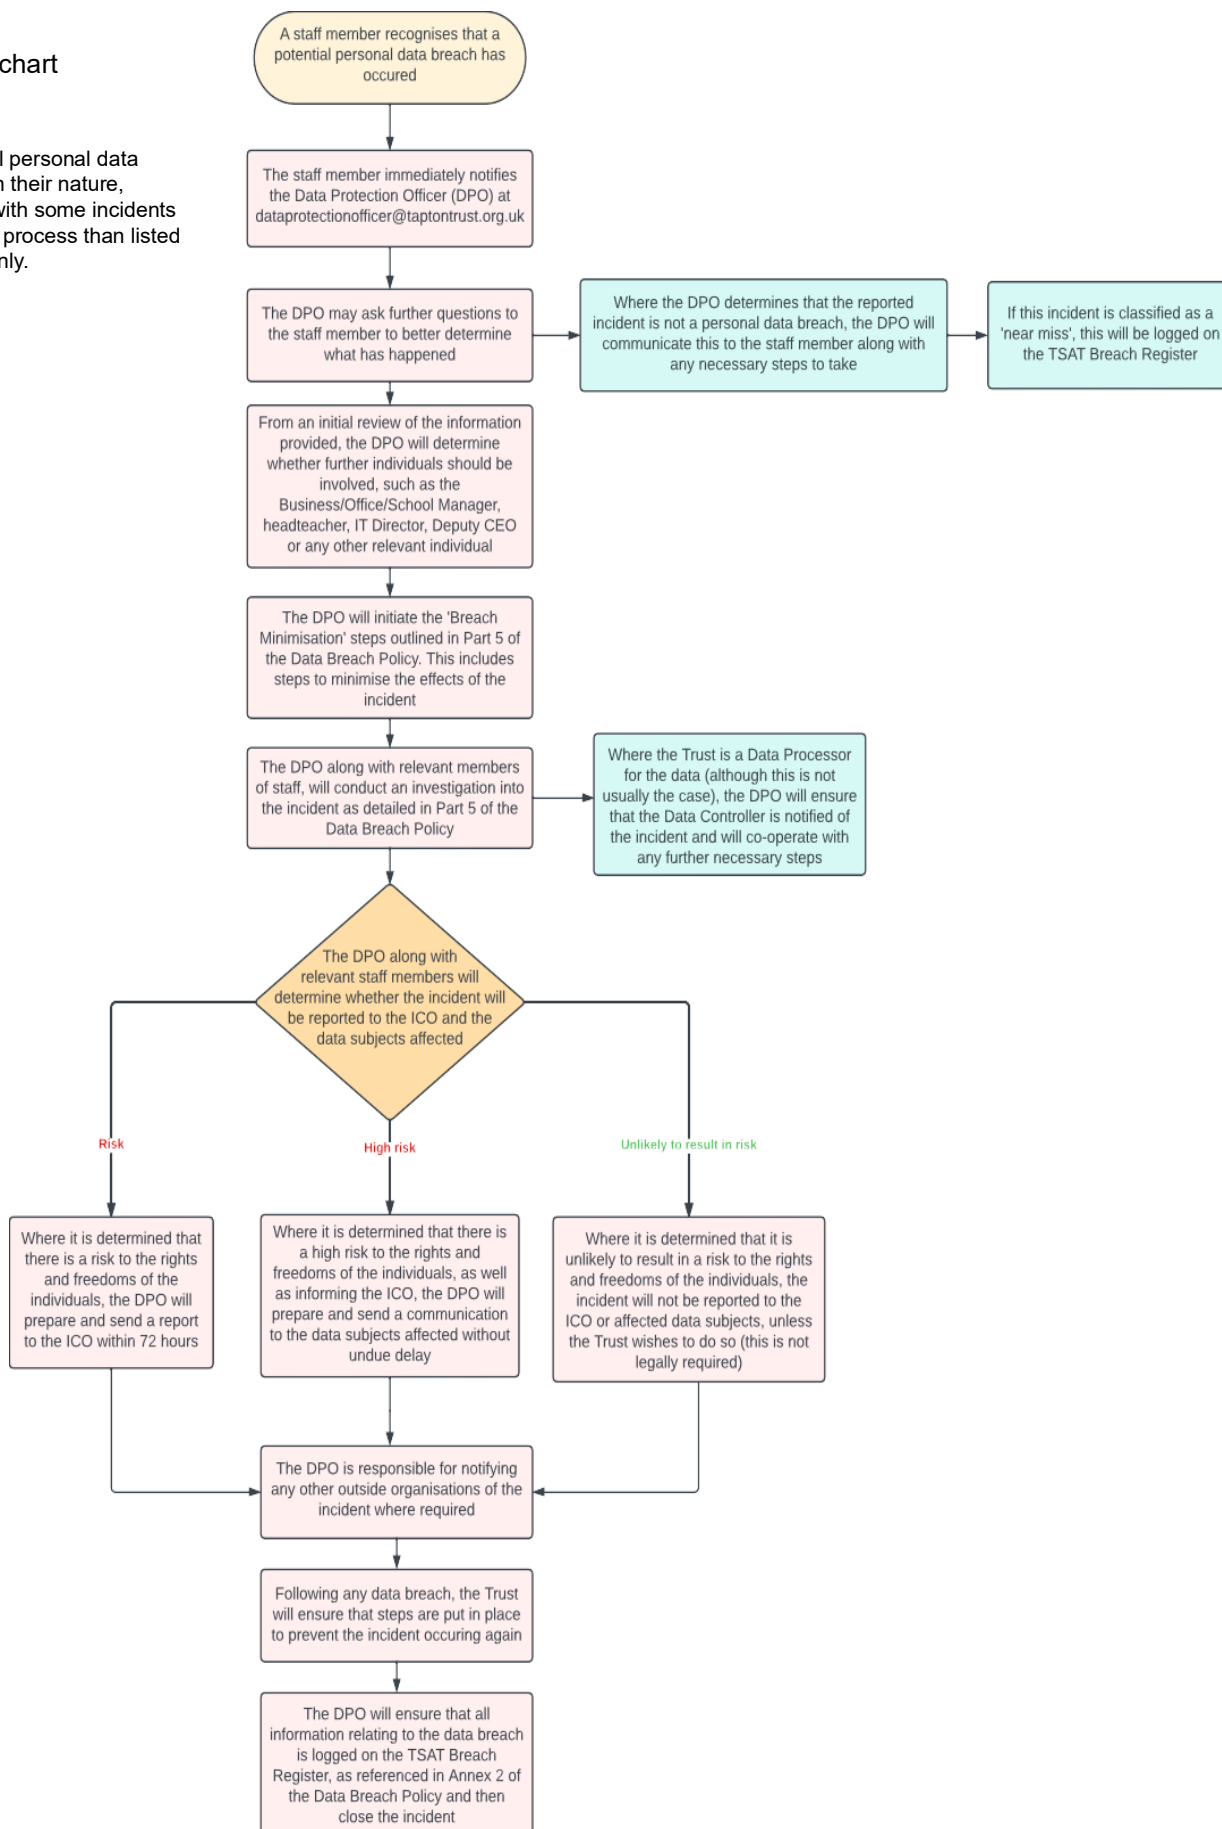 A staff member recognises that a
potential personal data breach has
occured
chart
l personal data
n their nature,
with some incidents
process than listed
nly.
The staff member immediately notifies
the Data Protection Officer (DPO) at
dataprotectionofficer@taptontrust.org.uk
The DPO may ask further questions to
the staff member to better determine
what has happened
Where the DPO determines that the reported
incident is not a personal data breach, the DPO will
communicate this to the staff member along with
any necessary steps to take
If this incident is classified as a
'near miss', this will be logged on
the TSAT Breach Register
From an initial review of the information
provided, the DPO will determine
whether further individuals should be
involved, such as the
Business/Office/School Manager,
headteacher, IT Director, Deputy CEO
or any other relevant individual
The DPO will initiate the 'Breach
Minimisation' steps outlined in Part 5 of
the Data Breach Policy. This includes
steps to minimise the effects of the
incident
The DPO along with relevant members
of staff, will conduct an investigation into
the incident as detailed in Part 5 of the
Data Breach Policy
Where the Trust is a Data Processor
for the data (although this is not
usually the case), the DPO will ensure
that the Data Controller is notified of
the incident and will co-operate with
any further necessary steps
The DPO along with
relevant staff members will
determine whether the incident will
be reported to the ICO and the
data subjects affected
Risk
High risk
Unlikely to result in risk
Where it is determined that
there is a risk to the rights
and freedoms of the
individuals, the DPO will
prepare and send a report
to the ICO within 72 hours
Where it is determined that there is
a high risk to the rights and
freedoms of the individuals, as well
as informing the ICO, the DPO will
prepare and send a communication
to the data subjects affected without
undue delay
Where it is determined that it is
unlikely to result in a risk to the rights
and freedoms of the individuals, the
incident will not be reported to the
ICO or affected data subjects, unless
the Trust wishes to do so (this is not
legally required)
The DPO is responsible for notifying
any other outside organisations of the
incident where required
Following any data breach, the Trust
will ensure that steps are put in place
to prevent the incident occuring again
The DPO will ensure that all
information relating to the data breach
is logged on the TSAT Breach
Register, as referenced in Annex 2 of
the Data Breach Policy and then
close the incident